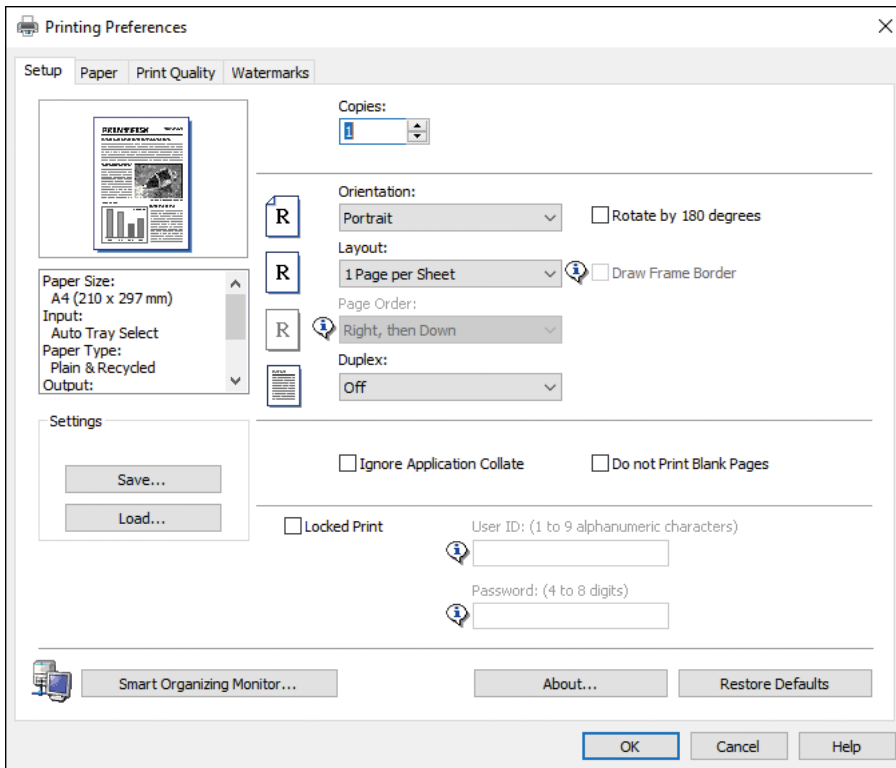 Printing Preferences
Setup
Paper
Print Quality
Watermarks
Copies:
1
Orientation:
R
Portrait
Rotate by 180 degrees
Layout:
R
1 Page per Sheet
Draw Frame Border
Paper Size:
A4 (210 x 297 mm)
Input:
Auto Tray Select
Paper Type:
Plain & Recycled
Output:
Page Order:
R
Right, then Down
Duplex:
Off
Settings
Save...
Load...
Ignore Application Collate
Do not Print Blank Pages
Locked Print
User ID: (1 to 9 alphanumeric characters)
Password: (4 to 8 digits)
Smart Organizing Monitor...
About...
Restore Defaults
OK
Cancel
Help